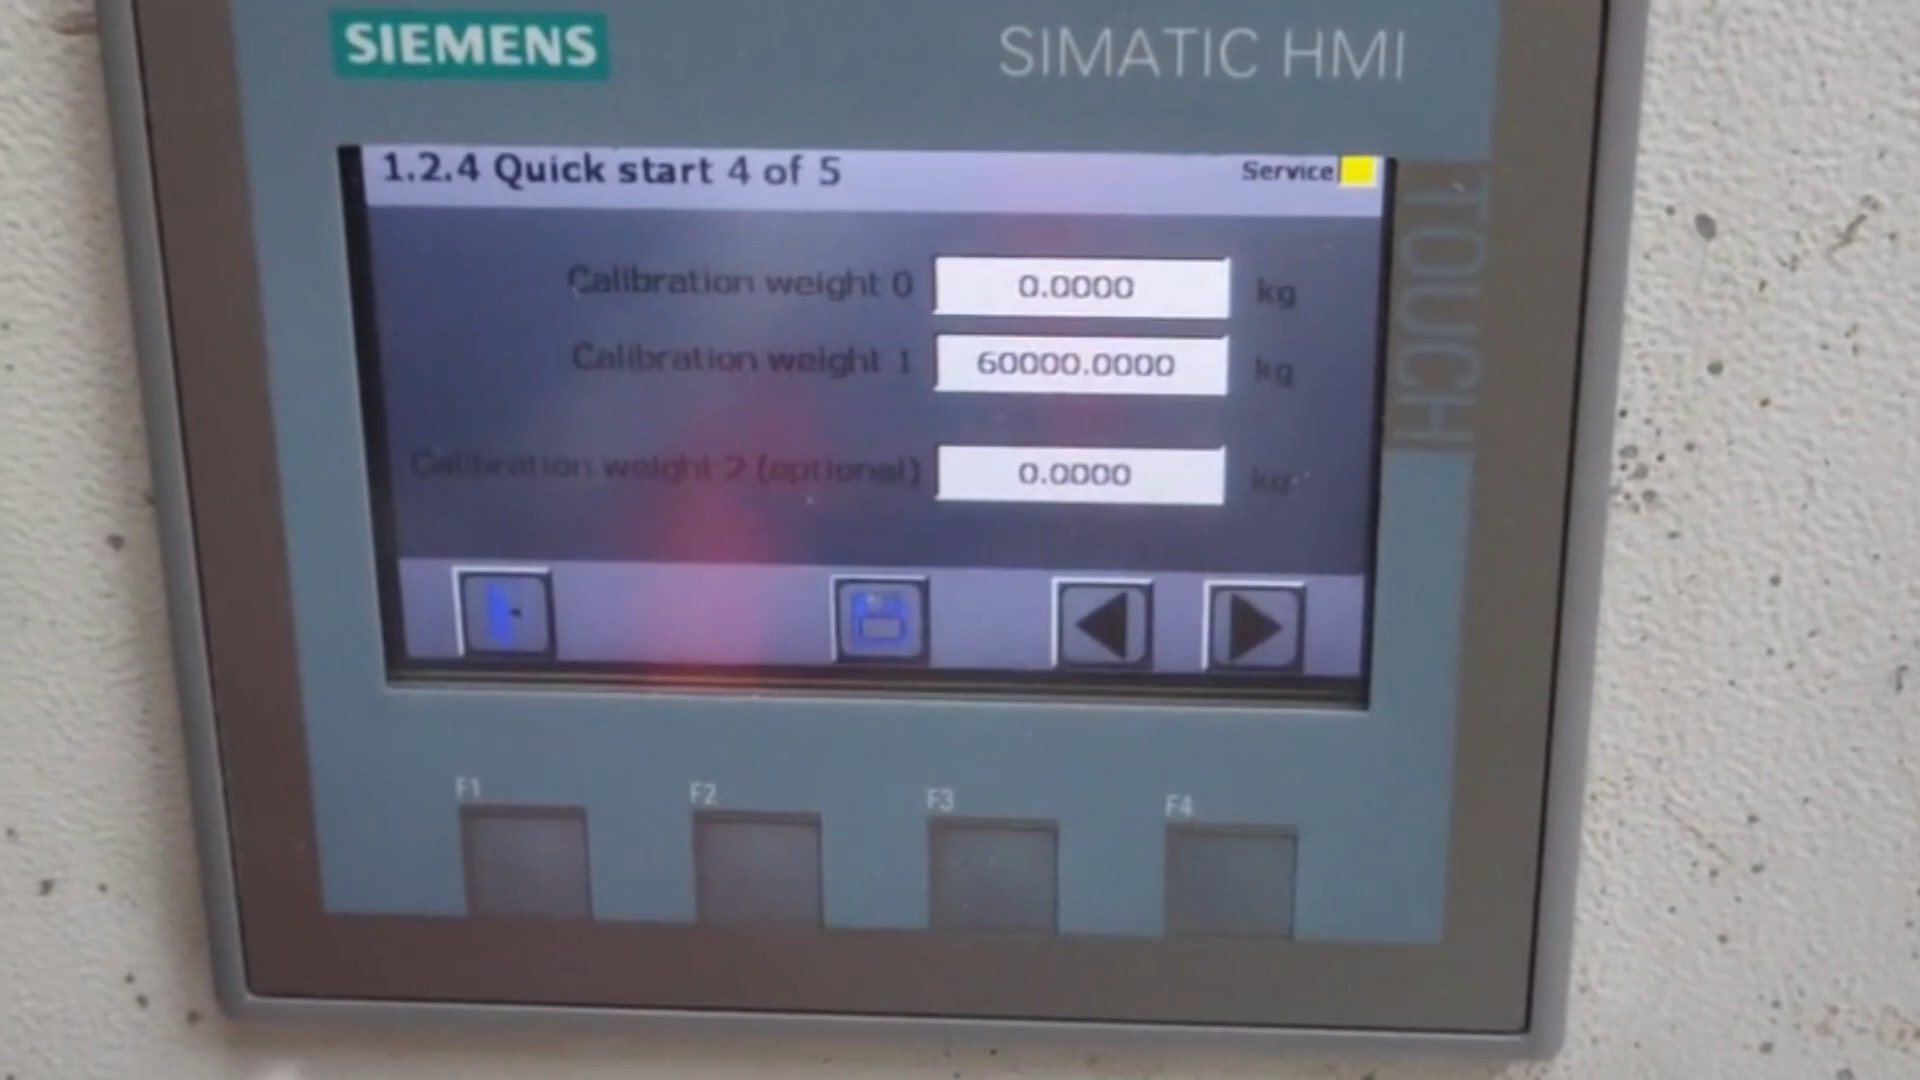 SIEMENS
SIMATIC HMI
1.2.4 Quick start 4 of 5
Service
Calibration weight 0 0.0000 kg
Calibration weight 1 60000.0000 kg
Calibration weight 2 (optional) 0.0000 kg
TOUCH
F1 F2 F3 F4